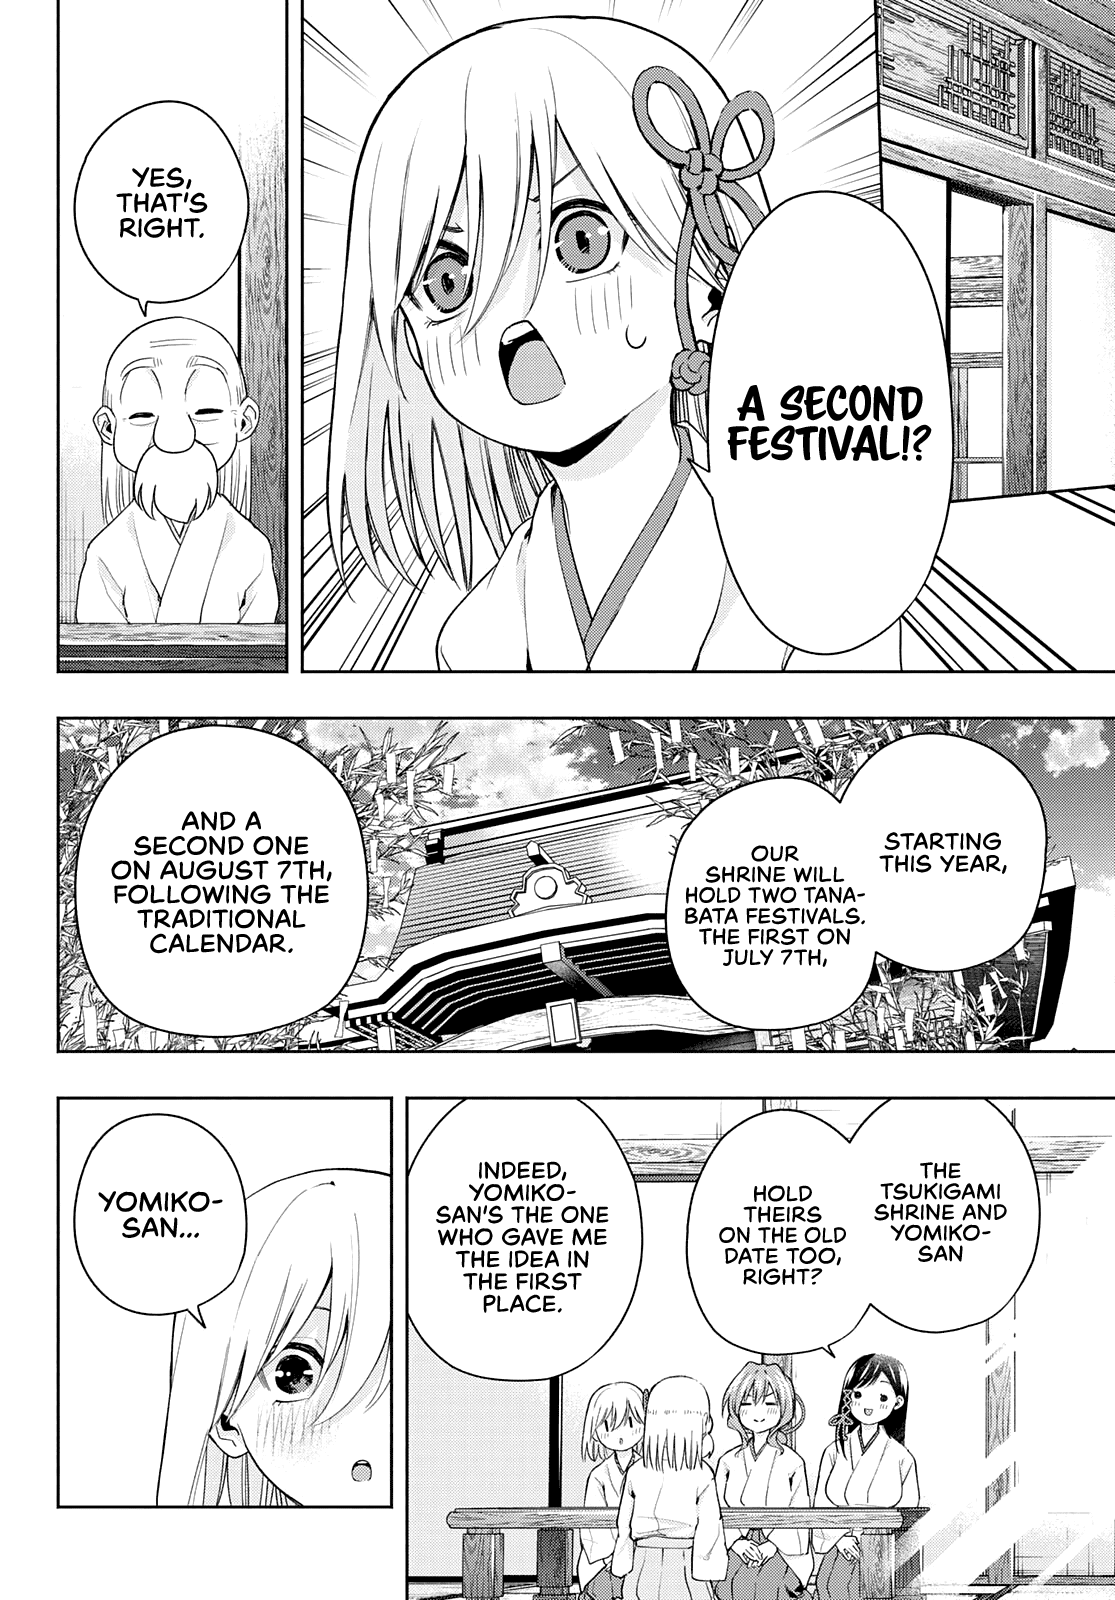 A SECOND
FESTIVAL!?
YES,
THAT'S
RIGHT.
STARTING
THIS YEAR,
OUR
SHRINE WILL
HOLD TWO TANA-
BATA FESTIVALS.
THE FIRST ON
JULY 7TH,
AND A
SECOND ONE
ON AUGUST 7TH,
FOLLOWING THE
TRADITIONAL
CALENDAR.
THE
TSUKIGAMI
SHRINE AND
YOMIKO-
SAN
HOLD
THEIRS
ON THE OLD
DATE TOO,
RIGHT?
INDEED,
YOMIKO-
SAN'S THE ONE
WHO GAVE ME
THE IDEA IN
THE FIRST
PLACE.
YOMIKO-
SAN...